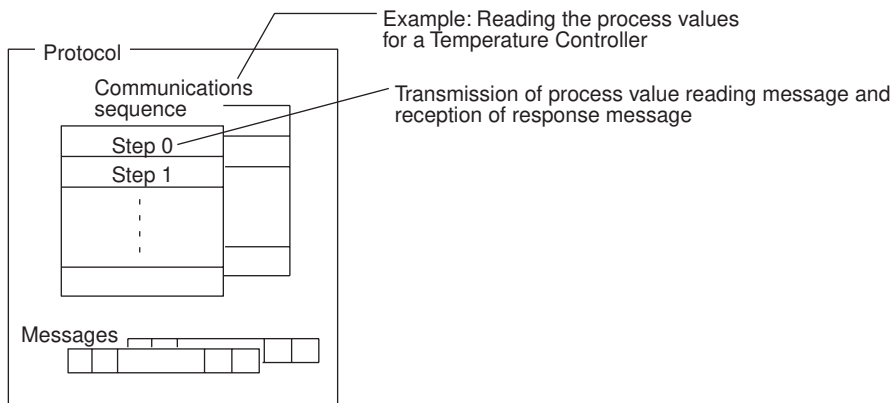 Example: Reading the process values
for a Temperature Controller
Protocol
Communications
sequence
Transmission of process value reading message and
reception of response message
Step 0
Step 1
Messages